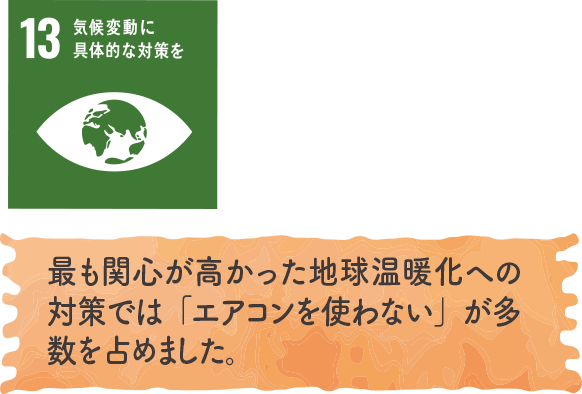 13 気候変動に
具体的な対策を
最も関心が高かった地球温暖化への
対策では「エアコンを使わない」が多
数を占めました。